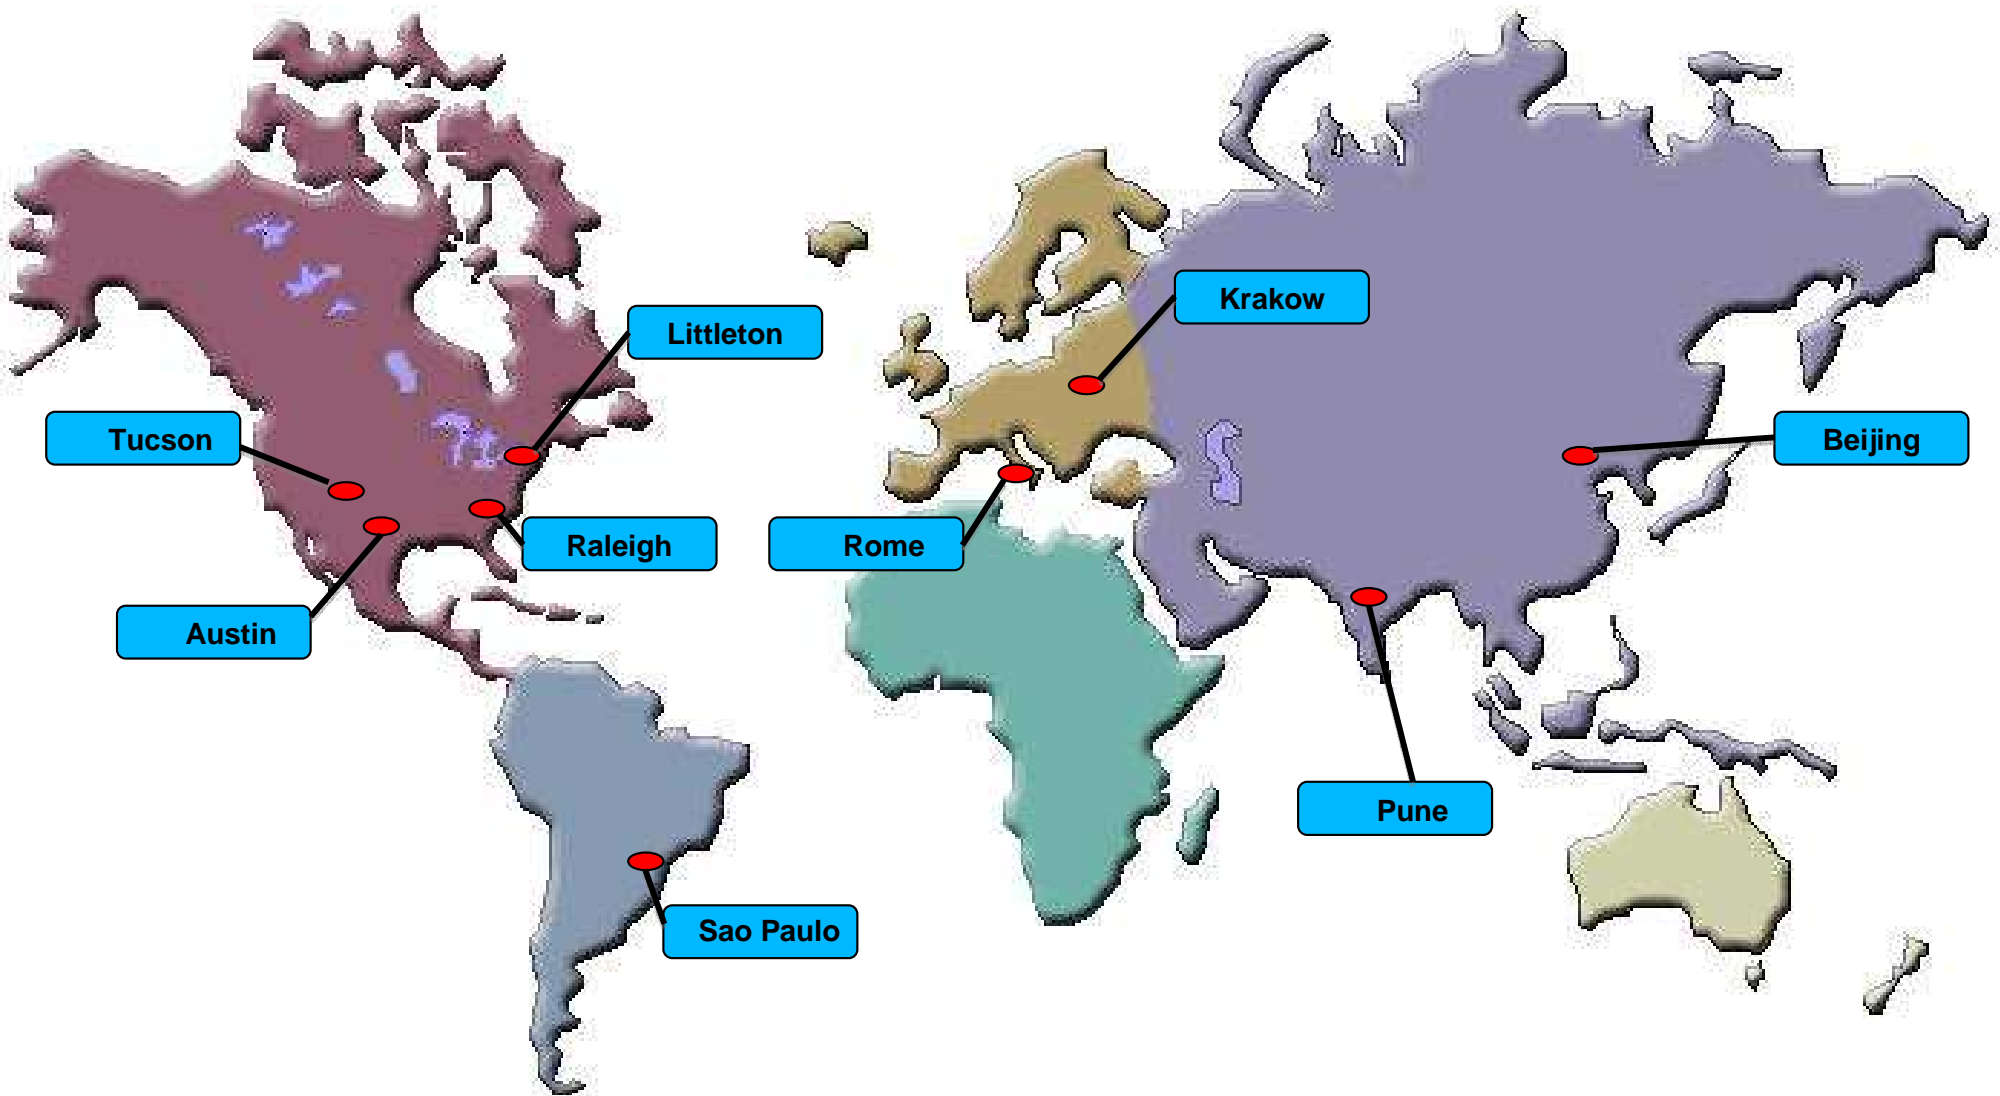 Krakow
Littleton
Tucson
Beijing
Raleigh
Rome
Austin
Pune
Sao Paulo